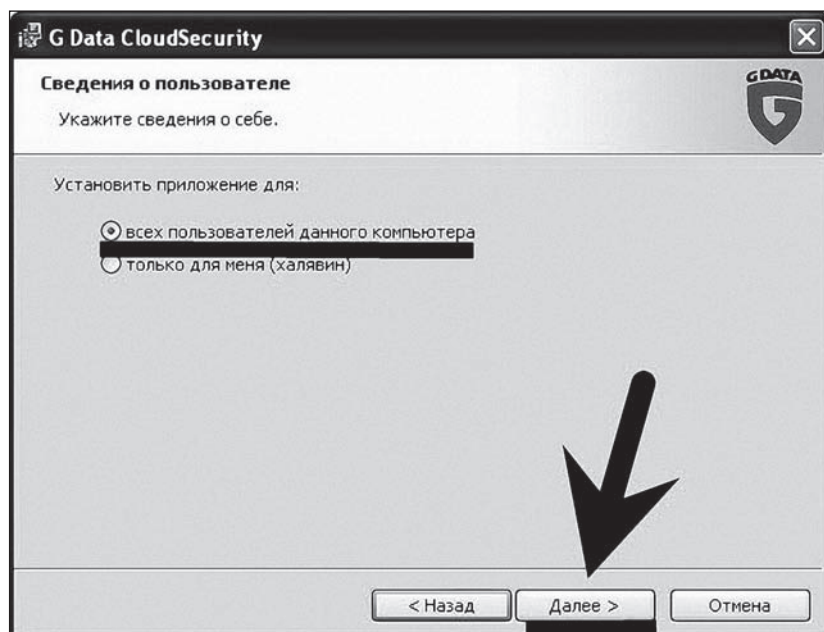 G Data CloudSecurity
Сведения о пользователе
Укажите сведения о себе.
G DATA
Установить приложение для:
всех пользователей данного компьютера
только для меня (халявин)
< Назад
Далее >
Отмена